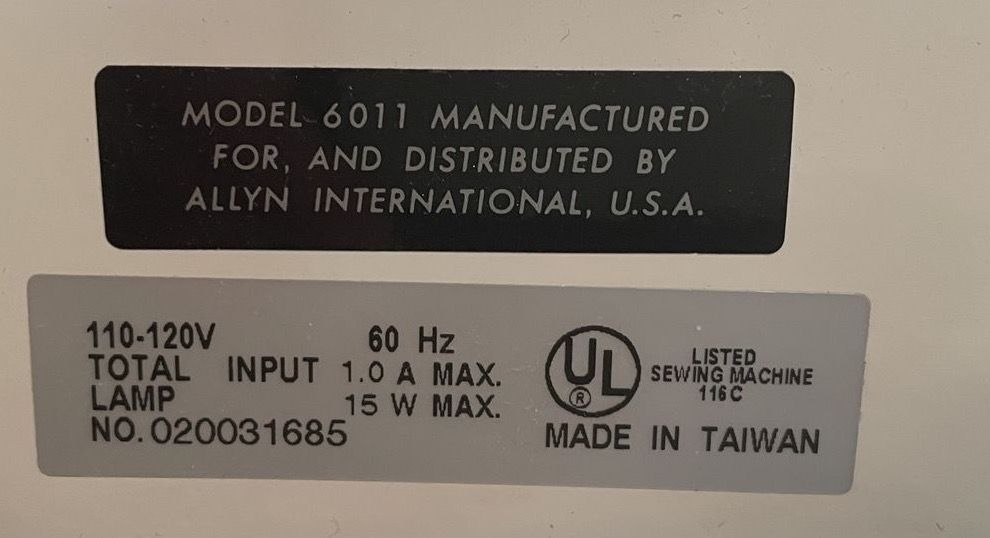 MODEL 6011 MANUFACTURED
FOR, AND DISTRIBUTED BY
ALLYN INTERNATIONAL, U.S.A.
110-120V 60 Hz
TOTAL INPUT 1.0 A MAX.
LAMP 15 W MAX.
NO. 020031685
UL ®
LISTED
SEWING MACHINE
116 C
MADE IN TAIWAN